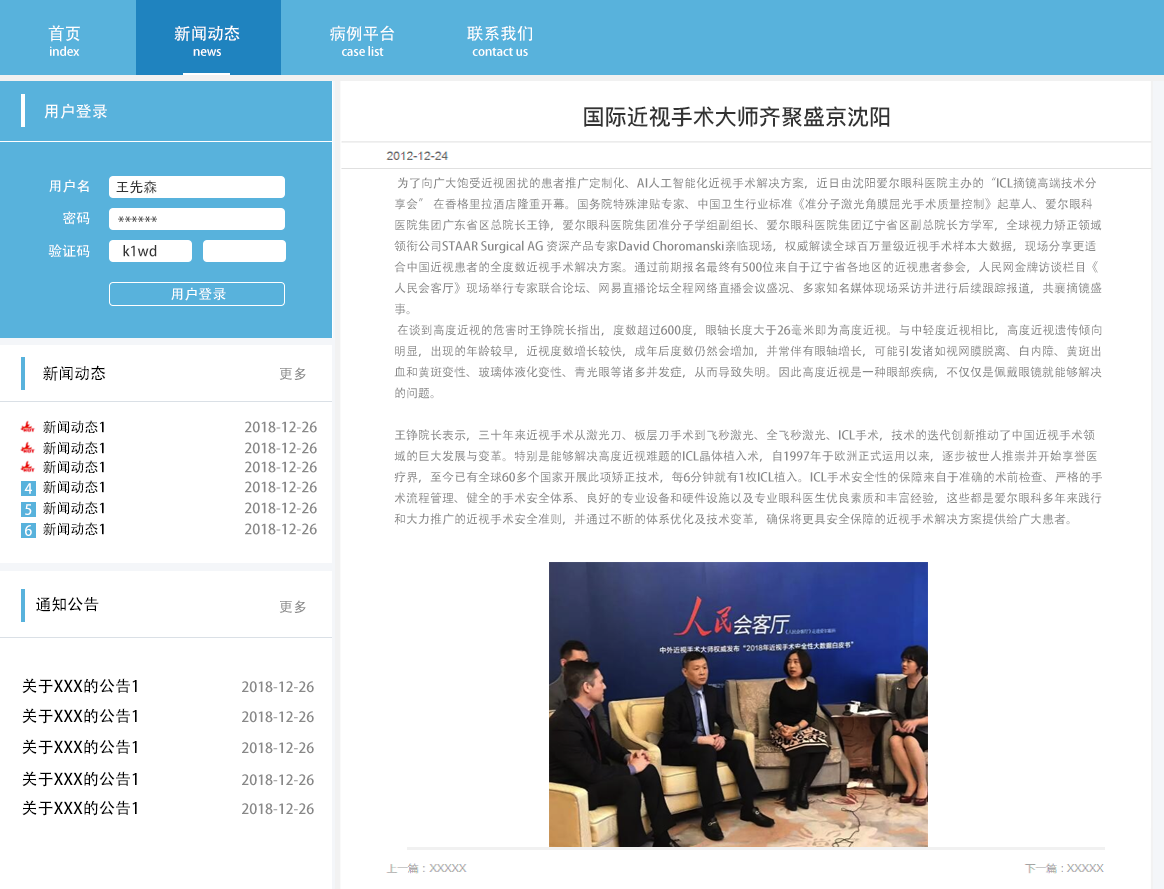 首页
index
新闻动态
news
病例平台
case list
联系我们
contact us
用户登录
用户名
王先森
密码
******
验证码
k1wd
用户登录
新闻动态
更多
新闻动态1 2018-12-26
新闻动态1 2018-12-26
新闻动态1 2018-12-26
4 新闻动态1 2018-12-26
5 新闻动态1 2018-12-26
6 新闻动态1 2018-12-26
通知公告
更多
关于XXX的公告1 2018-12-26
关于XXX的公告1 2018-12-26
关于XXX的公告1 2018-12-26
关于XXX的公告1 2018-12-26
关于XXX的公告1 2018-12-26
国际近视手术大师齐聚盛京沈阳
2012-12-24
为了向广大饱受近视困扰的患者推广定制化、AI人工智能化近视手术解决方案，近日由沈阳爱尔眼科医院主办的“ICL摘镜高端技术分
享会” 在香格里拉酒店隆重开幕。国务院特殊津贴专家、中国卫生行业标准《准分子激光角膜屈光手术质量控制》起草人、爱尔眼科
医院集团广东省区总院长王铮，爱尔眼科医院集团准分子学组副组长、爱尔眼科医院集团辽宁省区副总院长方学军，全球视力矫正领域
领衔公司STAAR Surgical AG 资深产品专家David Choromanski亲临现场，权威解读全球百万量级近视手术样本大数据，现场分享更适
合中国近视患者的全度数近视手术解决方案。通过前期报名最终有500位来自于辽宁省各地区的近视患者参会，人民网金牌访谈栏目《
人民会客厅》现场举行专家联合论坛、网易直播论坛全程网络直播会议盛况、多家知名媒体现场采访并进行后续跟踪报道，共襄摘镜盛
事。
在谈到高度近视的危害时王铮院长指出，度数超过600度，眼轴长度大于26毫米即为高度近视。与中轻度近视相比，高度近视遗传倾向
明显，出现的年龄较早，近视度数增长较快，成年后度数仍然会增加，并常伴有眼轴增长，可能引发诸如视网膜脱离、白内障、黄斑出
血和黄斑变性、玻璃体液化变性、青光眼等诸多并发症，从而导致失明。因此高度近视是一种眼部疾病，不仅仅是佩戴眼镜就能够解决
的问题。
王铮院长表示，三十年来近视手术从激光刀、板层刀手术到飞秒激光、全飞秒激光、ICL手术，技术的迭代创新推动了中国近视手术领
域的巨大发展与变革。特别是能够解决高度近视难题的ICL晶体植入术，自1997年于欧洲正式运用以来，逐步被世人推崇并开始享誉医
疗界，至今已有全球60多个国家开展此项矫正技术，每6分钟就有1枚ICL植入。ICL手术安全性的保障来自于准确的术前检查、严格的手
术流程管理、健全的手术安全体系、良好的专业设备和硬件设施以及专业眼科医生优良素质和丰富经验，这些都是爱尔眼科多年来践行
和大力推广的近视手术安全准则，并通过不断的体系优化及技术变革，确保将更具安全保障的近视手术解决方案提供给广大患者。
人民会客厅
中外近视手术大师权威发布“2018年近视手术安全性大数据白皮书”
上一篇：XXXXX
下一篇：XXXXX